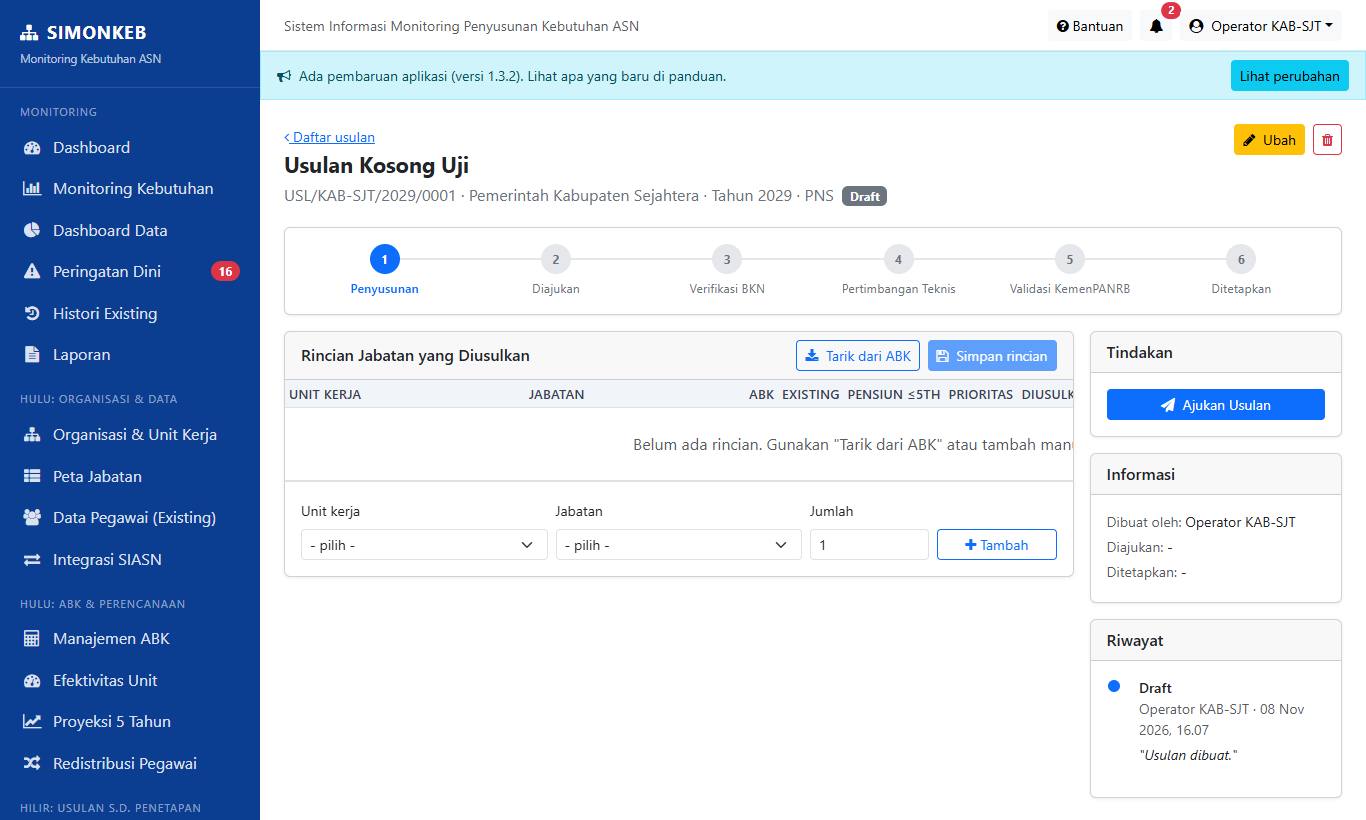 SIMONKEB
Monitoring Kebutuhan ASN
MONITORING
Dashboard
Monitoring Kebutuhan
Dashboard Data
Peringatan Dini 16
Histori Existing
Laporan
HULU: ORGANISASI & DATA
Organisasi & Unit Kerja
Peta Jabatan
Data Pegawai (Existing)
Integrasi SIASN
HULU: ABK & PERENCANAAN
Manajemen ABK
Efektivitas Unit
Proyeksi 5 Tahun
Redistribusi Pegawai
HILIR: USULAN S.D. PENETAPAN
Sistem Informasi Monitoring Penyusunan Kebutuhan ASN
Bantuan 2 Operator KAB-SJT
Ada pembaruan aplikasi (versi 1.3.2). Lihat apa yang baru di panduan. Lihat perubahan
Daftar usulan
Ubah
Usulan Kosong Uji
USL/KAB-SJT/2029/0001 · Pemerintah Kabupaten Sejahtera · Tahun 2029 · PNS Draft
1 2 3 4 5 6
Penyusunan Diajukan Verifikasi BKN Pertimbangan Teknis Validasi KemenPANRB Ditetapkan
Rincian Jabatan yang Diusulkan Tarik dari ABK Simpan rincian
UNIT KERJA JABATAN ABK EXISTING PENSIUN ≤5TH PRIORITAS DIUSULK
Belum ada rincian. Gunakan "Tarik dari ABK" atau tambah manu
Unit kerja Jabatan Jumlah
- pilih - - pilih - 1 Tambah
Tindakan
Ajukan Usulan
Informasi
Dibuat oleh: Operator KAB-SJT
Diajukan: -
Ditetapkan: -
Riwayat
Draft
Operator KAB-SJT · 08 Nov
2026, 16.07
"Usulan dibuat."